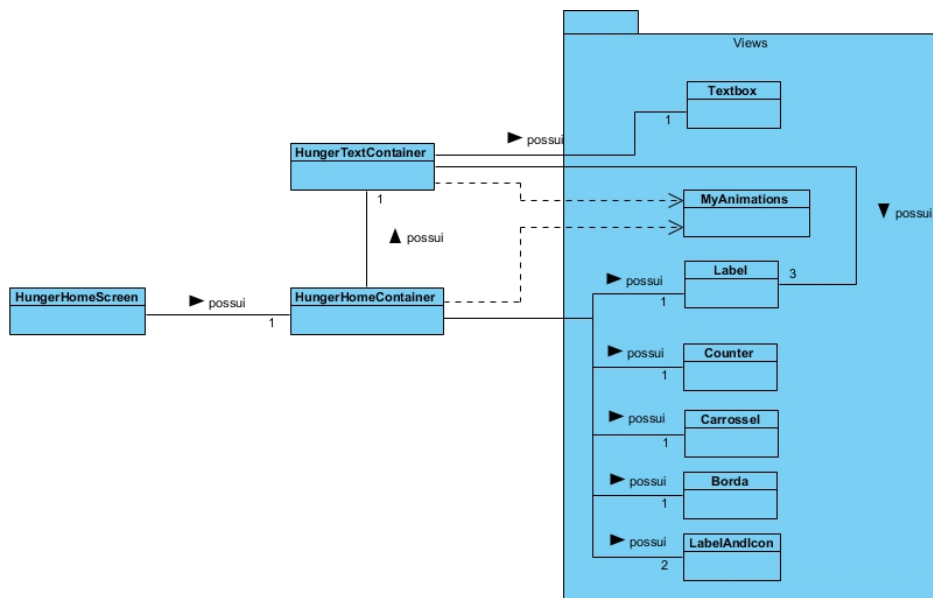 Views
Textbox
1
possui
HungerTextContainer
1
MyAnimations
possui
possui
Label
3
possui
1
HungerHomeScreen
possui
1
HungerHomeContainer
Counter
possui
1
Carrossel
possui
1
Borda
possui
1
LabelAndIcon
possui
2